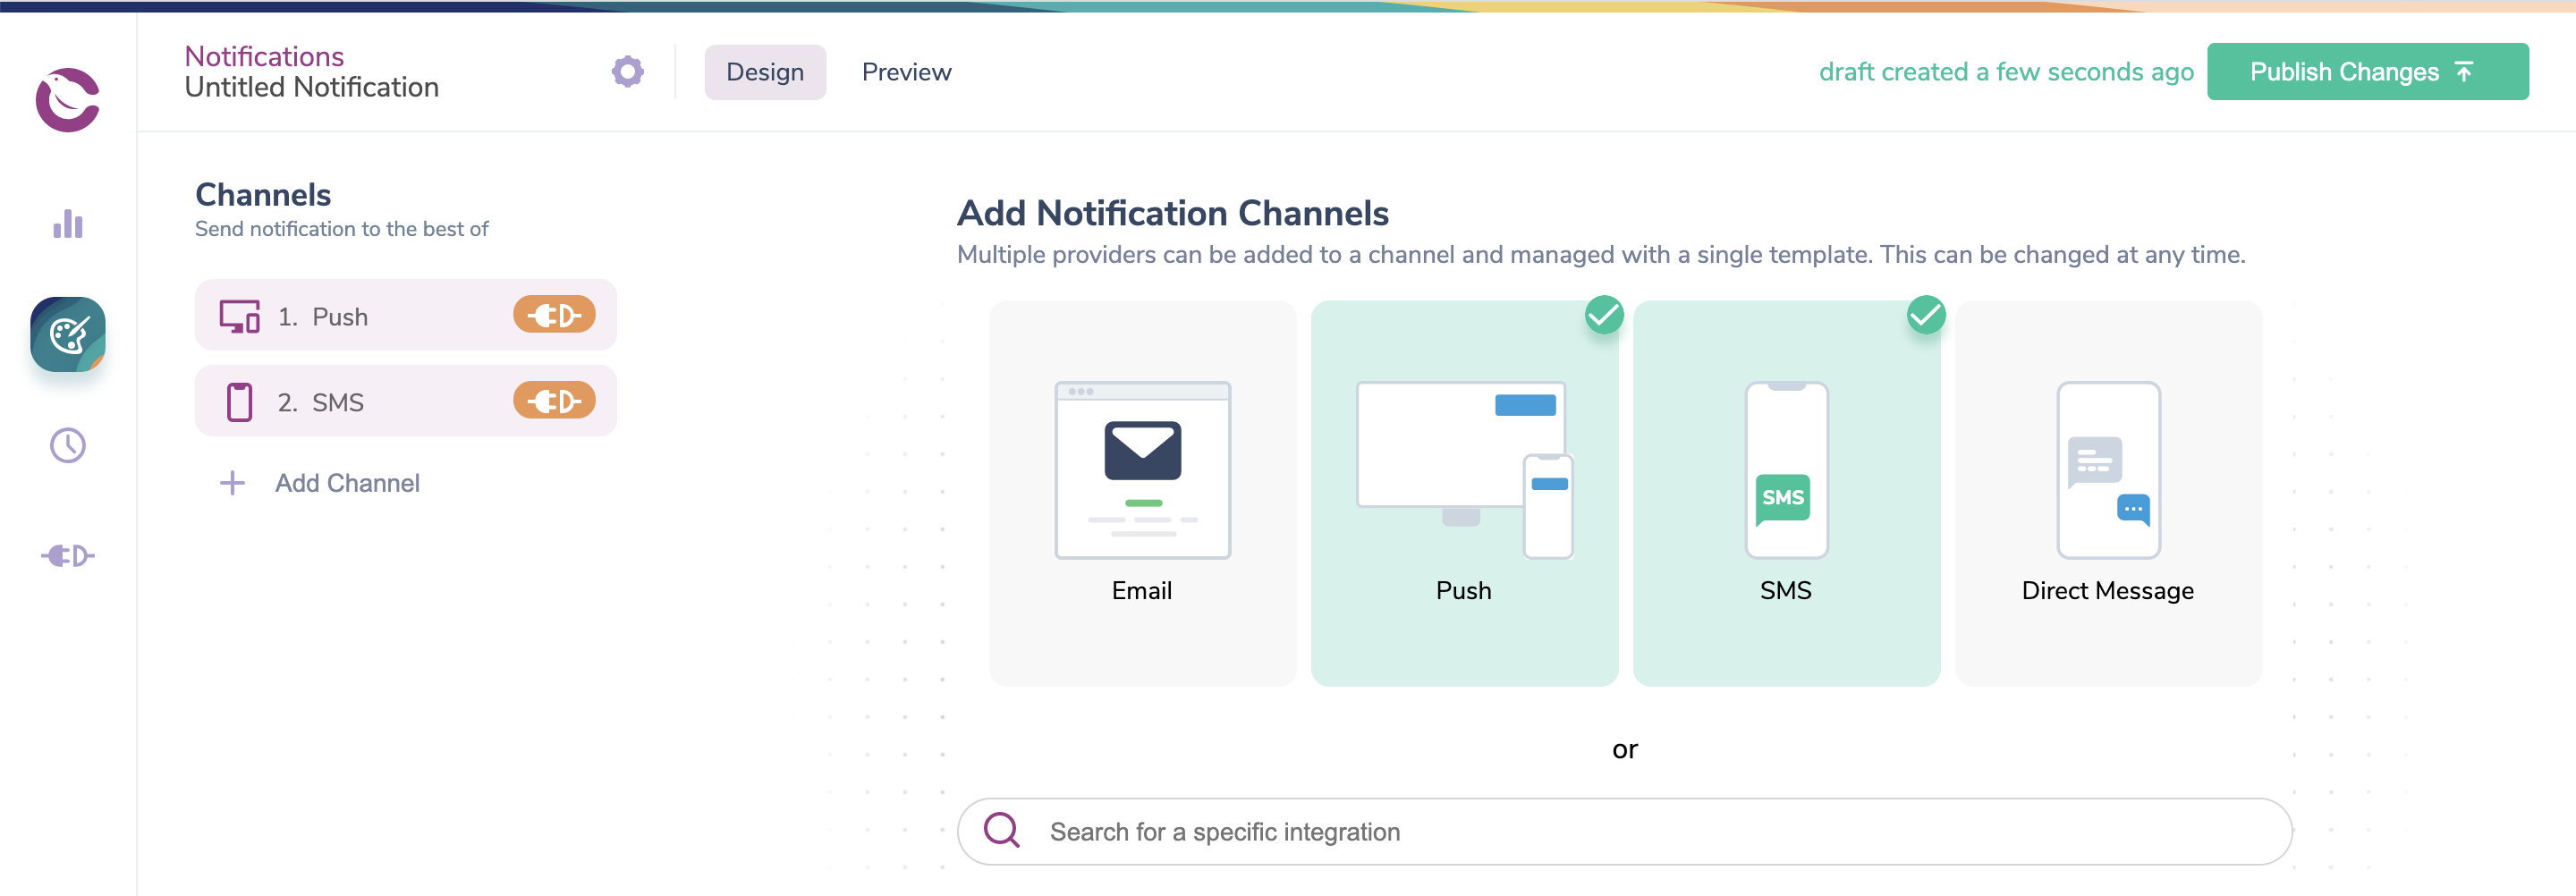 Notifications
Untitled Notification
Design
Preview
draft created a few seconds ago
Publish Changes
Channels
Send notification to the best of
1. Push
2. SMS
Add Channel
Add Notification Channels
Multiple providers can be added to a channel and managed with a single template. This can be changed at any time.
SMS
Email
Push
SMS
Direct Message
or
Search for a specific integration